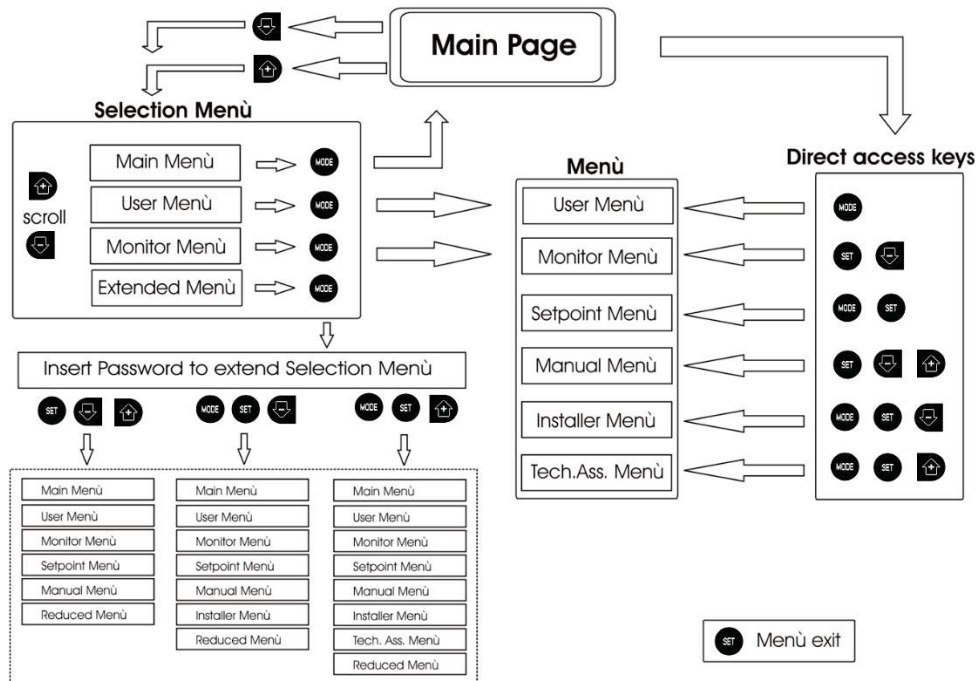 Main Page
Selection Menù
Main Menù
MODE
User Menù
MODE
scroll
Monitor Menù
MODE
Extended Menù
MODE
Insert Password to extend Selection Menù
SET
MODE SET
MODE SET
Main Menù
User Menù
Monitor Menù
Setpoint Menù
Manual Menù
Reduced Menù
Main Menù
User Menù
Monitor Menù
Setpoint Menù
Manual Menù
Installer Menù
Reduced Menù
Main Menù
User Menù
Monitor Menù
Setpoint Menù
Manual Menù
Installer Menù
Tech. Ass. Menù
Reduced Menù
Menù
User Menù
Monitor Menù
Setpoint Menù
Manual Menù
Installer Menù
Tech.Ass. Menù
Direct access keys
MODE
SET
MODE SET
SET
MODE SET
MODE SET
SET Menù exit